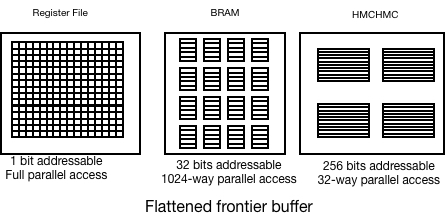 Register File
BRAM
HMCHMC
1 bit addressable
Full parallel access
32 bits addressable
1024-way parallel access
256 bits addressable
32-way parallel access
Flattened frontier buffer